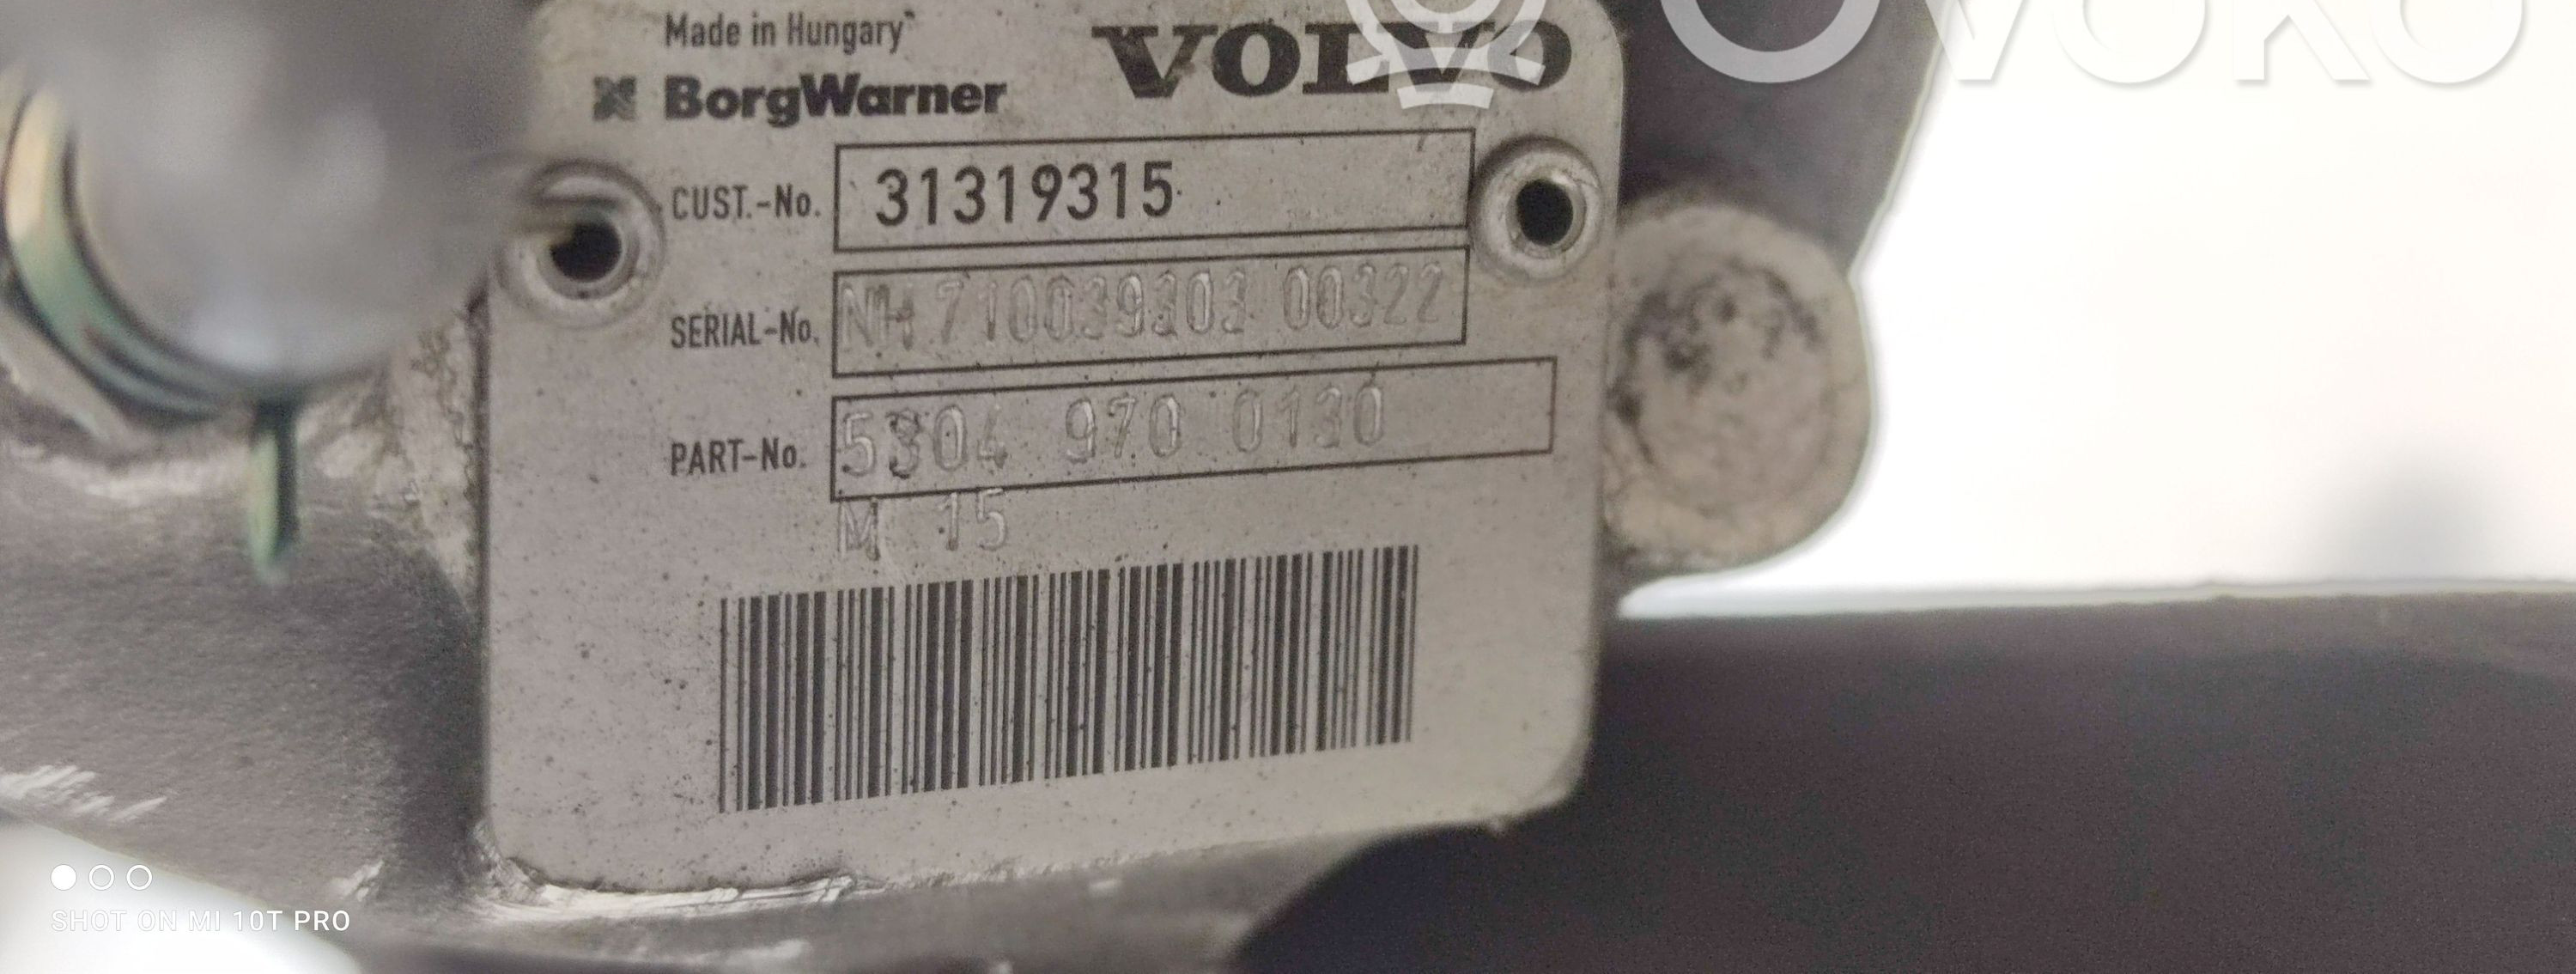 Made in Hungary
BorgWarner
VOLVO
OVOKO
CUST.-No. 31319315
SERIAL-No. NH 710039303 00322
PART-No. 5304 970 0130
M 15
SHOT ON MI 10T PRO